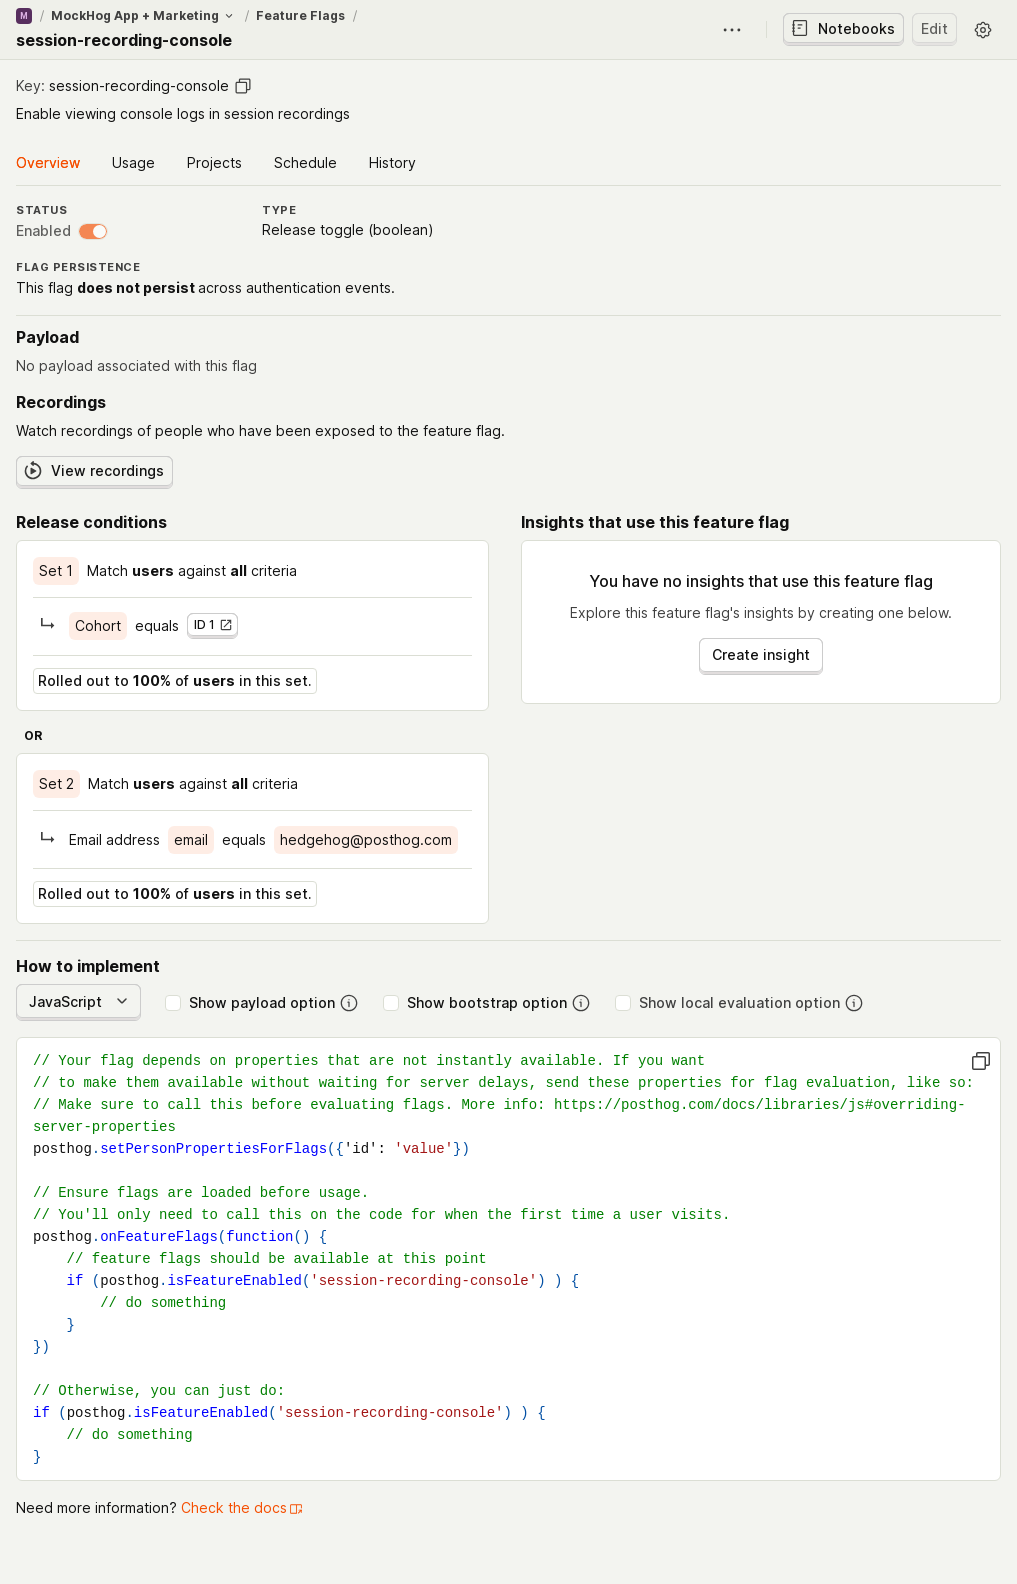 M / MockHog App + Marketing / Feature Flags /
session-recording-console
Notebooks
Edit
Key: session-recording-console
Enable viewing console logs in session recordings
Overview Usage Projects Schedule History
STATUS
Enabled
TYPE
Release toggle (boolean)
FLAG PERSISTENCE
This flag does not persist across authentication events.
Payload
No payload associated with this flag
Recordings
Watch recordings of people who have been exposed to the feature flag.
View recordings
Release conditions
Set 1 Match users against all criteria
Cohort equals ID 1
Rolled out to 100% of users in this set.
OR
Set 2 Match users against all criteria
Email address email equals hedgehog@posthog.com
Rolled out to 100% of users in this set.
Insights that use this feature flag
You have no insights that use this feature flag
Explore this feature flag's insights by creating one below.
Create insight
How to implement
JavaScript Show payload option Show bootstrap option Show local evaluation option
// Your flag depends on properties that are not instantly available. If you want
// to make them available without waiting for server delays, send these properties for flag evaluation, like so:
// Make sure to call this before evaluating flags. More info: https://posthog.com/docs/libraries/js#overriding-
server-properties
posthog.setPersonPropertiesForFlags({'id': 'value'})
// Ensure flags are loaded before usage.
// You'll only need to call this on the code for when the first time a user visits.
posthog.onFeatureFlags(function() {
    // feature flags should be available at this point
    if (posthog.isFeatureEnabled('session-recording-console') ) {
        // do something
    }
})
// Otherwise, you can just do:
if (posthog.isFeatureEnabled('session-recording-console') ) {
    // do something
}
Need more information? Check the docs